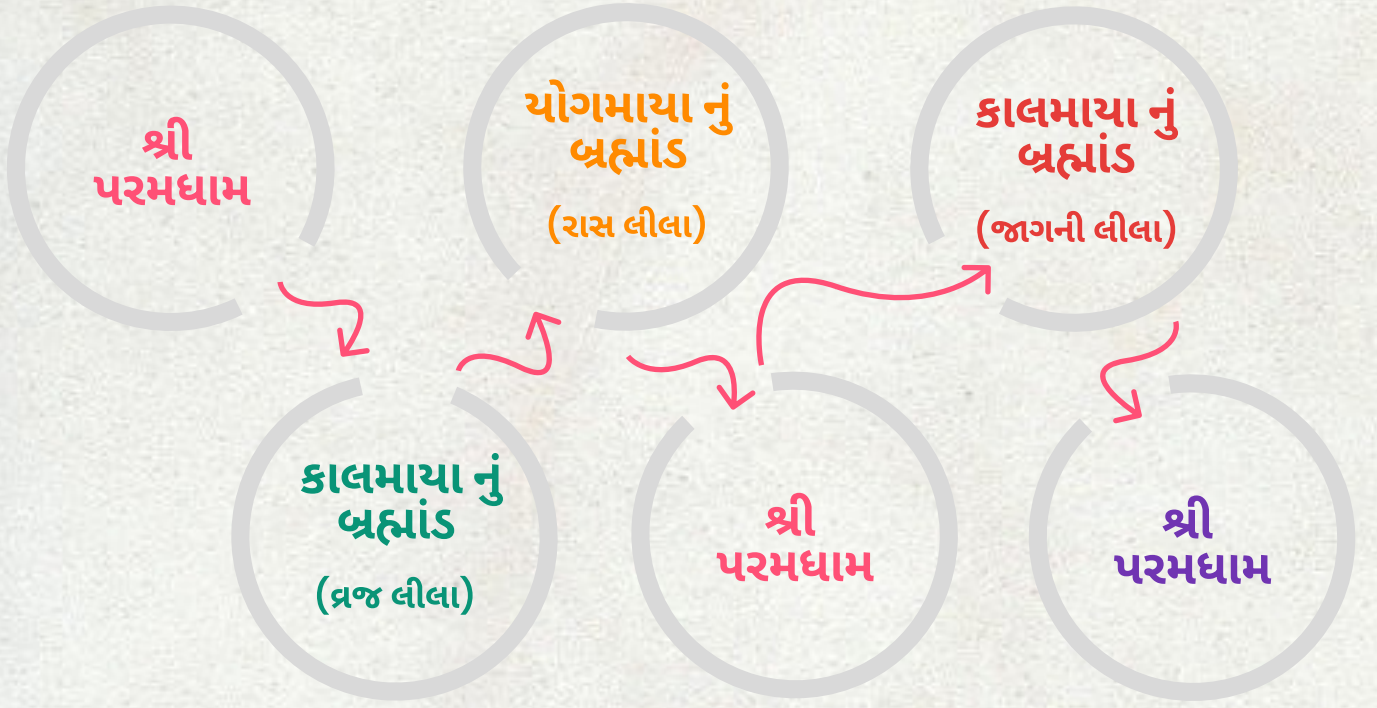 શ્રી
પરમધામ
કાલમાયા નું
બ્રહ્માંડ
(વ્રજ લીલા)
યોગમાયા નું
બ્રહ્માંડ
(રાસ લીલા)
શ્રી
પરમધામ
કાલમાયા નું
બ્રહ્માંડ
(જાગની લીલા)
શ્રી
પરમધામ